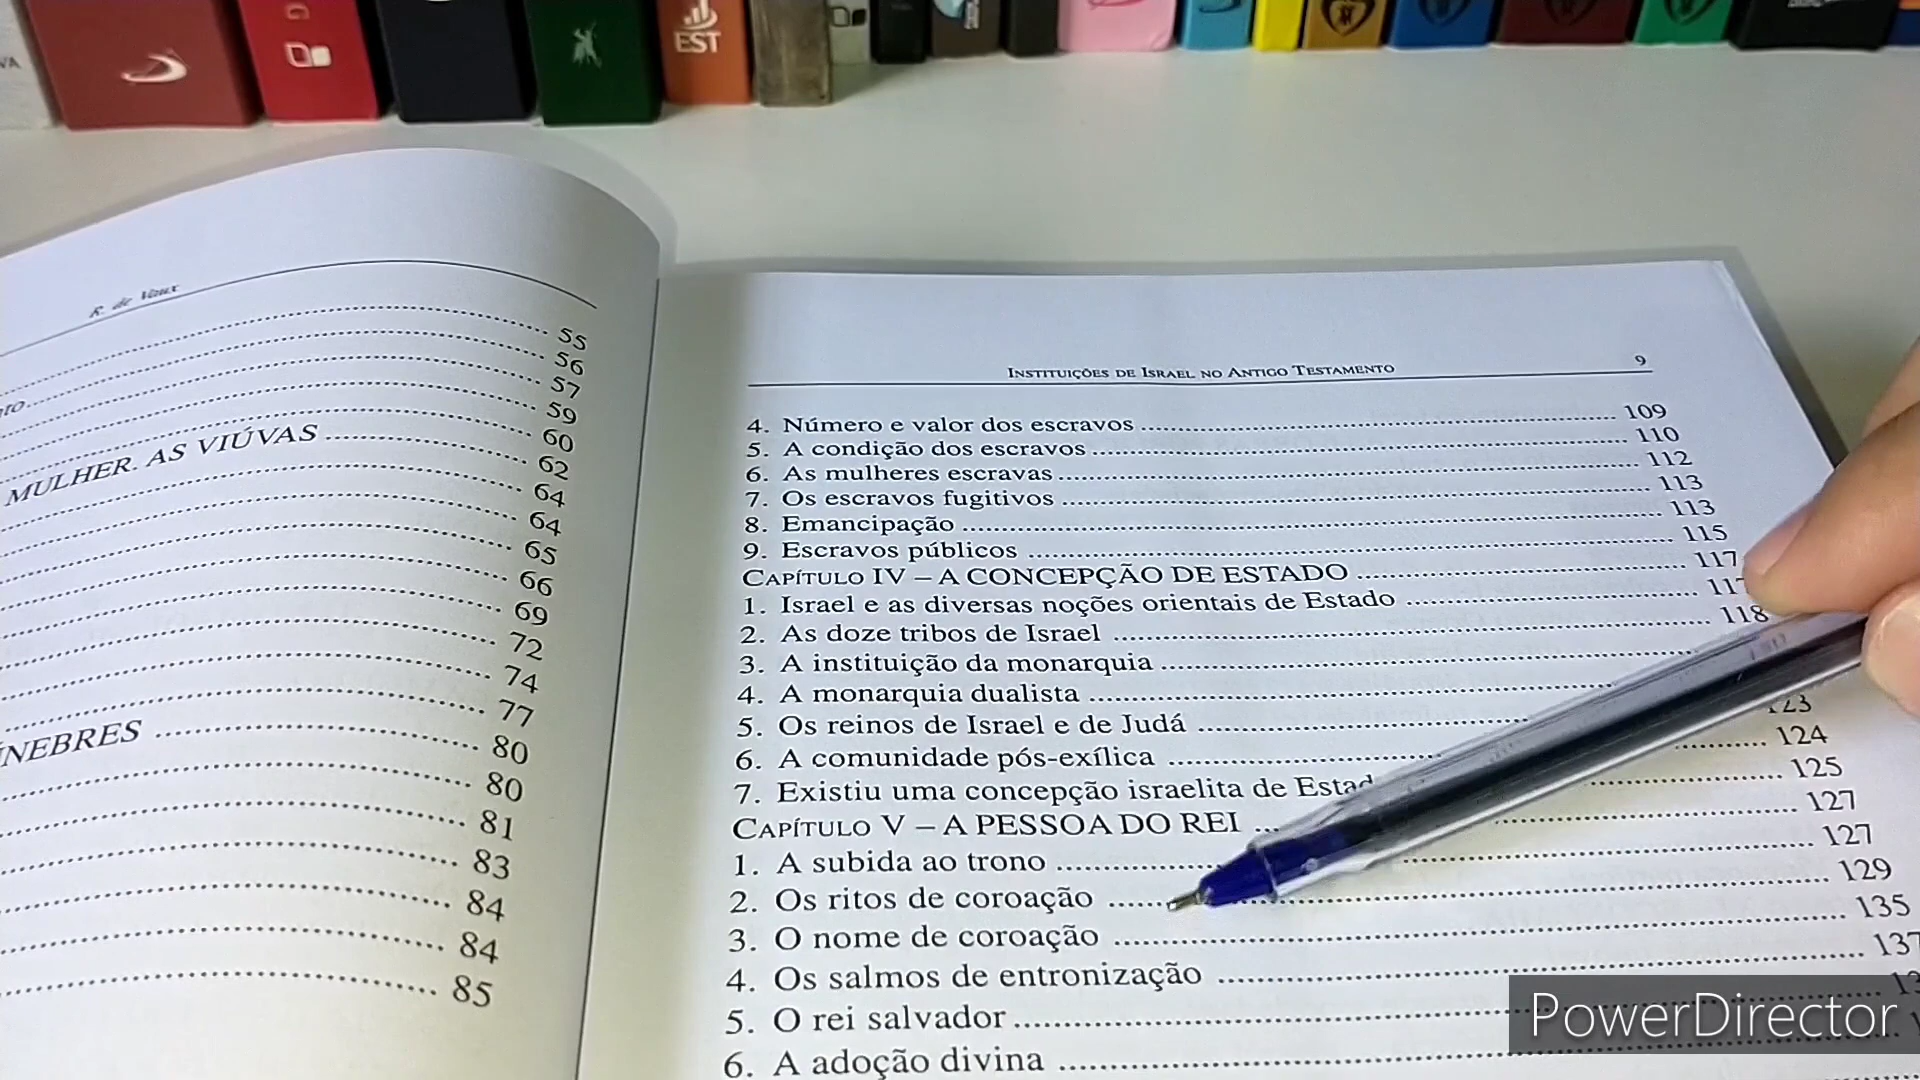 VA
EST
R. de Vaux
55
56
57
59
60
MULHER. AS VIÚVAS 62
64
64
65
66
69
72
74
77
80
80
81
83
84
84
85
INSTITUIÇÕES DE ISRAEL NO ANTIGO TESTAMENTO 9
4. Número e valor dos escravos 109
5. A condição dos escravos 110
6. As mulheres escravas 112
7. Os escravos fugitivos 113
8. Emancipação 113
9. Escravos públicos 115
CAPÍTULO IV – A CONCEPÇÃO DE ESTADO 117
1. Israel e as diversas noções orientais de Estado 117
2. As doze tribos de Israel 118
3. A instituição da monarquia
4. A monarquia dualista
5. Os reinos de Israel e de Judá 123
6. A comunidade pós-exílica 124
7. Existiu uma concepção israelita de Estad 125
CAPÍTULO V – A PESSOA DO REI 127
1. A subida ao trono 127
2. Os ritos de coroação 129
3. O nome de coroação 135
4. Os salmos de entronização 137
5. O rei salvador
6. A adoção divina
PowerDirector